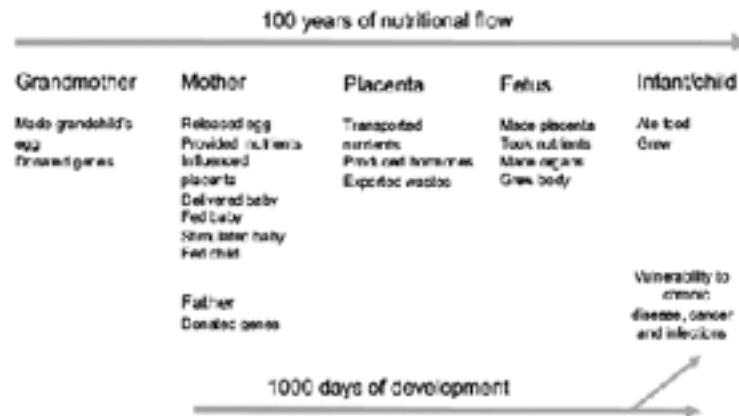 100 years of nutritional flow
Grandmother
Made grandchild's
egg
Donated genes
Mother
Released egg
Provided nutrients
Influenced
placenta
Delivered baby
Fed baby
Stimulated baby
Fed child
Father
Donated genes
Placenta
Transported
nutrients
Produced hormones
Exported wastes
Fetus
Made placenta
Took nutrients
Made organs
Grew body
Infant/child
Ate food
Grew
Vulnerability to
chronic
disease, cancer
and infections
1000 days of development